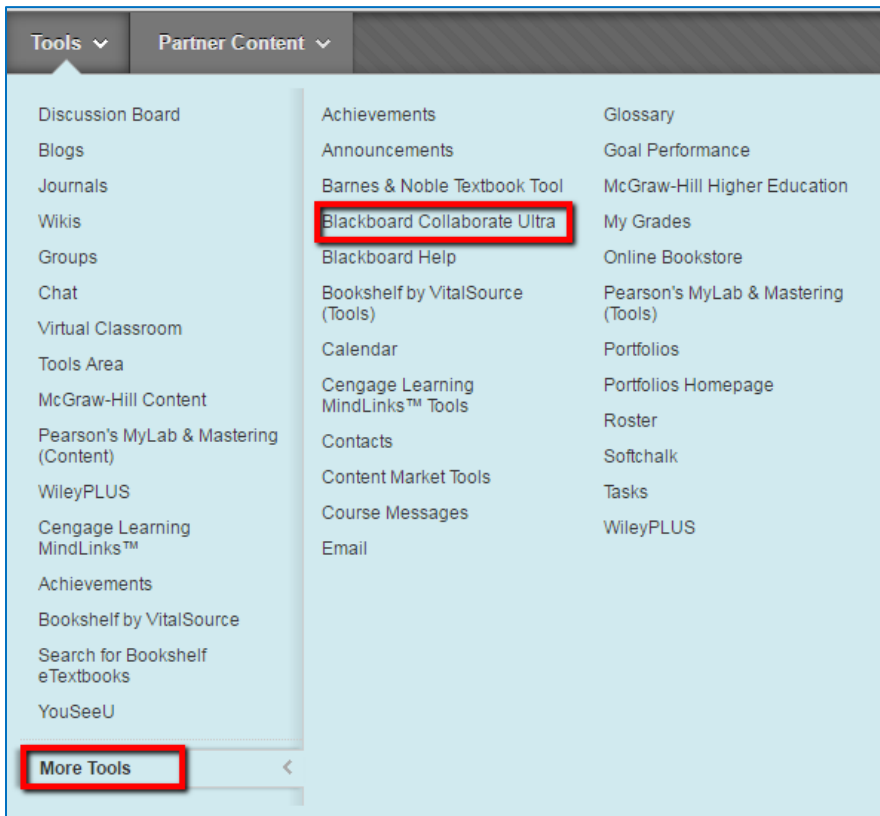 Tools
Partner Content
Discussion Board
Blogs
Journals
Wikis
Groups
Chat
Virtual Classroom
Tools Area
McGraw-Hill Content
Pearson's MyLab & Mastering
(Content)
WileyPLUS
Cengage Learning
MindLinks™
Achievements
Bookshelf by VitalSource
Search for Bookshelf
eTextbooks
YouSeeU
More Tools
Achievements
Announcements
Barnes & Noble Textbook Tool
Blackboard Collaborate Ultra
Blackboard Help
Bookshelf by VitalSource
(Tools)
Calendar
Cengage Learning
MindLinks™ Tools
Contacts
Content Market Tools
Course Messages
Email
Glossary
Goal Performance
McGraw-Hill Higher Education
My Grades
Online Bookstore
Pearson's MyLab & Mastering
(Tools)
Portfolios
Portfolios Homepage
Roster
Softchalk
Tasks
WileyPLUS